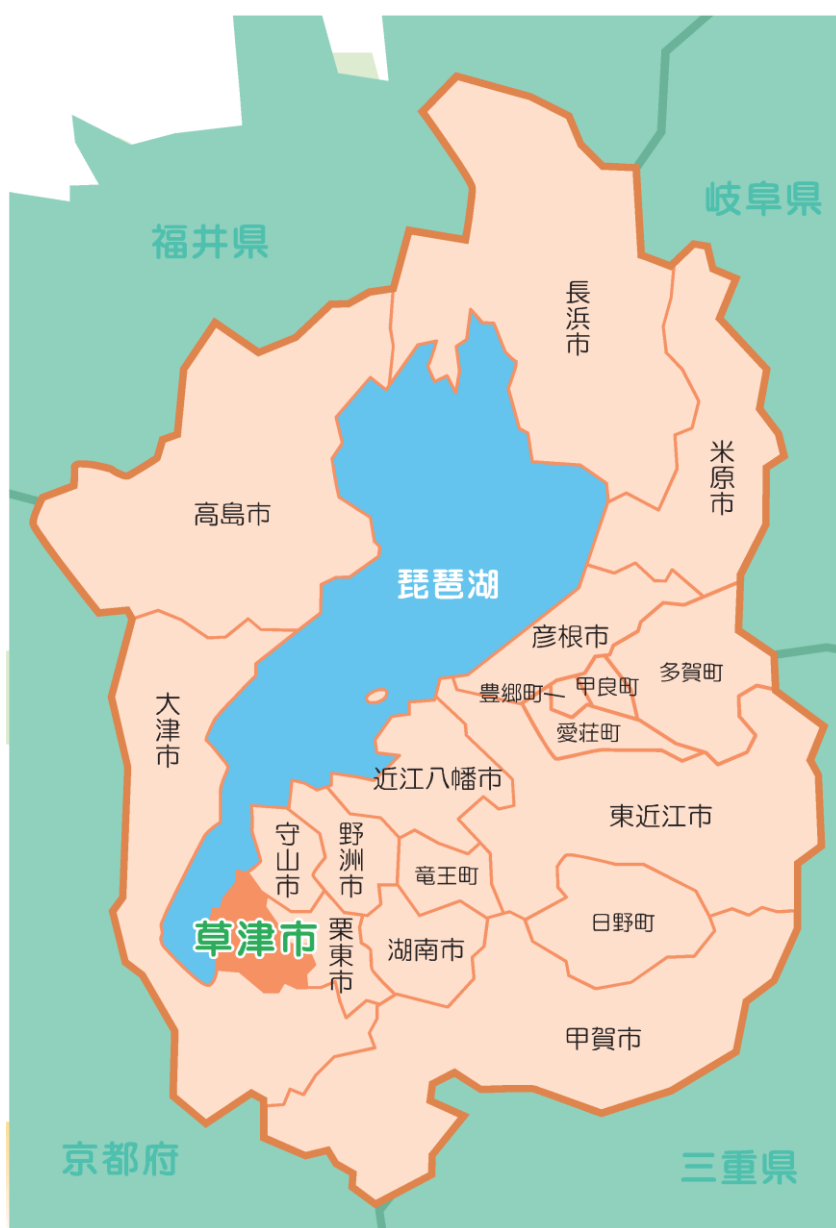 岐阜県
福井県
長浜市
米原市
高島市
琵琶湖
彦根市
多賀町
甲良町
豊郷町
大津市
愛荘町
近江八幡市
東近江市
守山市
野洲市
竜王町
日野町
草津市
栗東市
湖南市
甲賀市
京都府
三重県